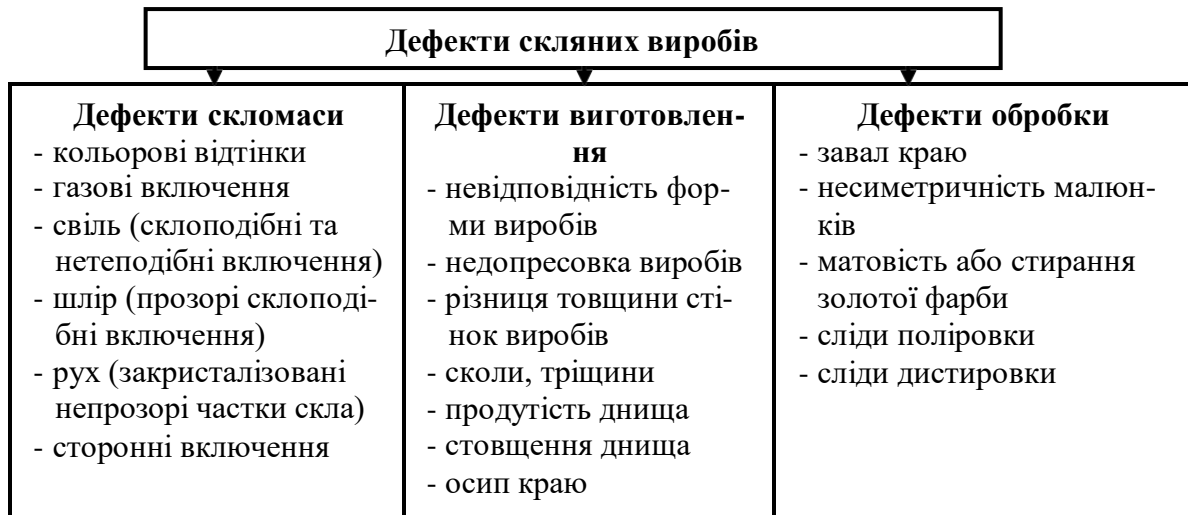 Дефекти скляних виробів
Дефекти скломаси
- кольорові відтінки
- газові включення
- свіль (склоподібні та
нетеподібні включення)
- шлір (прозорі склоподі-
бні включення)
- рух (закристалізовані
непрозорі частки скла)
- сторонні включення
Дефекти виготовлен-
ня
- невідповідність фор-
ми виробів
- недопресовка виробів
- різниця товщини сті-
нок виробів
- сколи, тріщини
- продутість днища
- стовщення днища
- осип краю
Дефекти обробки
- завал краю
- несиметричність малюн-
ків
- матовість або стирання
золотої фарби
- сліди поліровки
- сліди дистировки